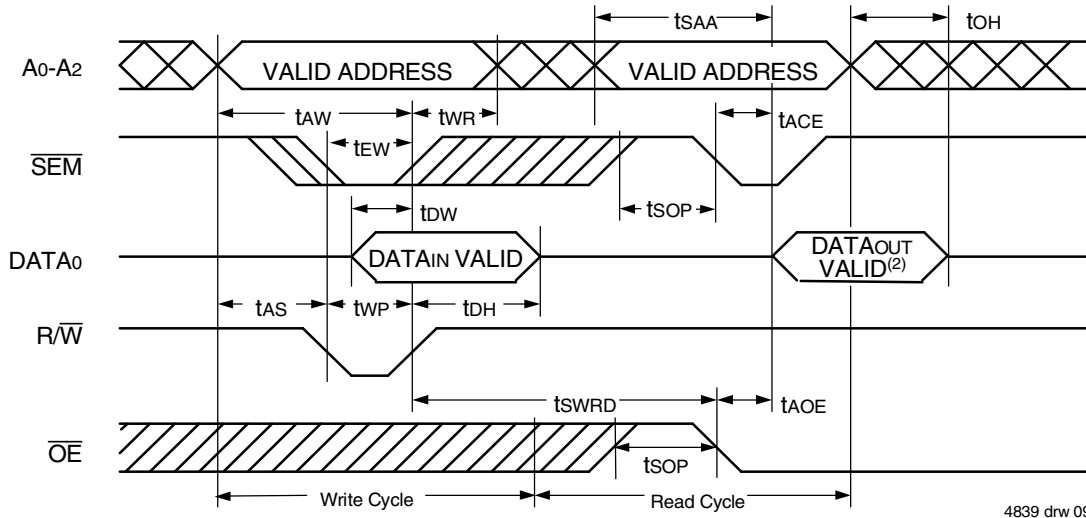 tSAA
tOH
A0-A2
VALID ADDRESS
VALID ADDRESS
tAW
tWR
tACE
tEW
SEM
tSOP
tDW
DATA0
DATAIN VALID
DATAOUT
VALID(2)
tAS
tWP
tDH
R/W
tSWRD
tAOE
OE
tSOP
Write Cycle
Read Cycle
4839 drw 09